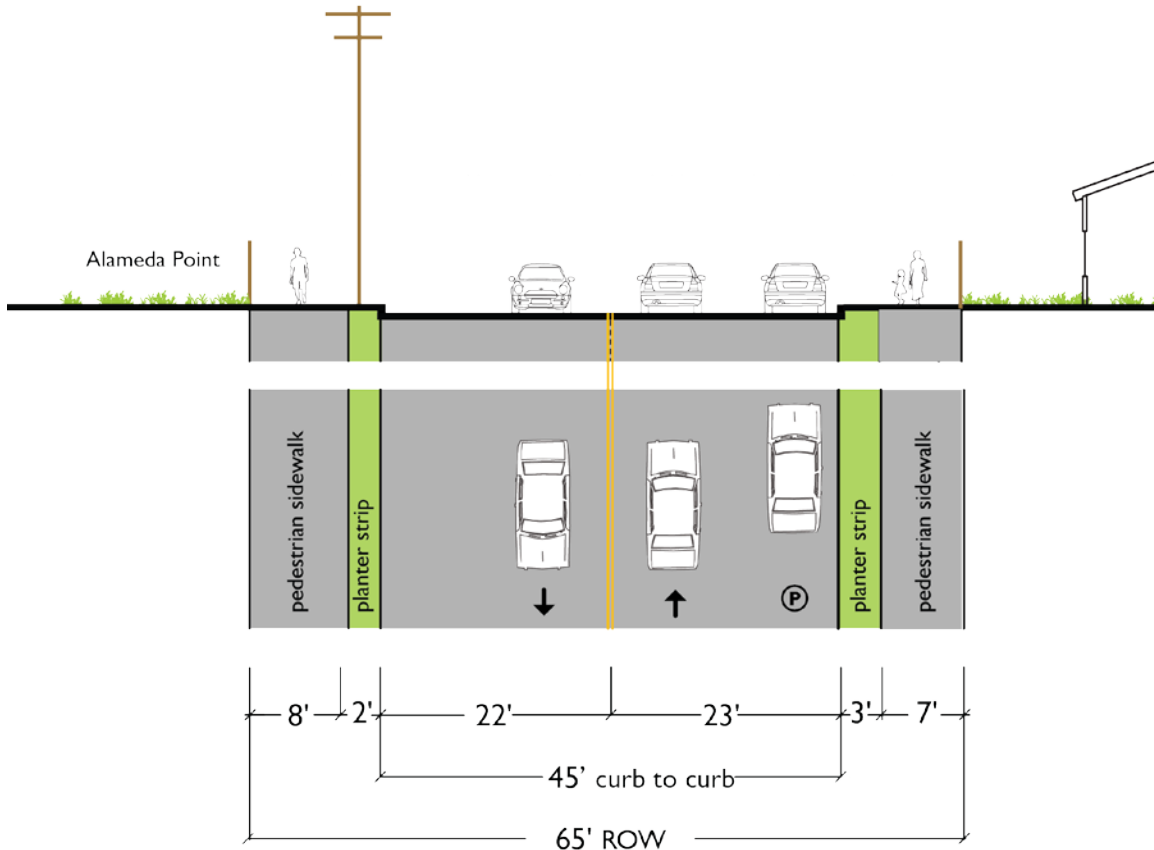 Alameda Point
pedestrian sidewalk
planter strip
P
planter strip
pedestrian sidewalk
8' 2' 22' 23' 3' 7'
45’ curb to curb
65' ROW